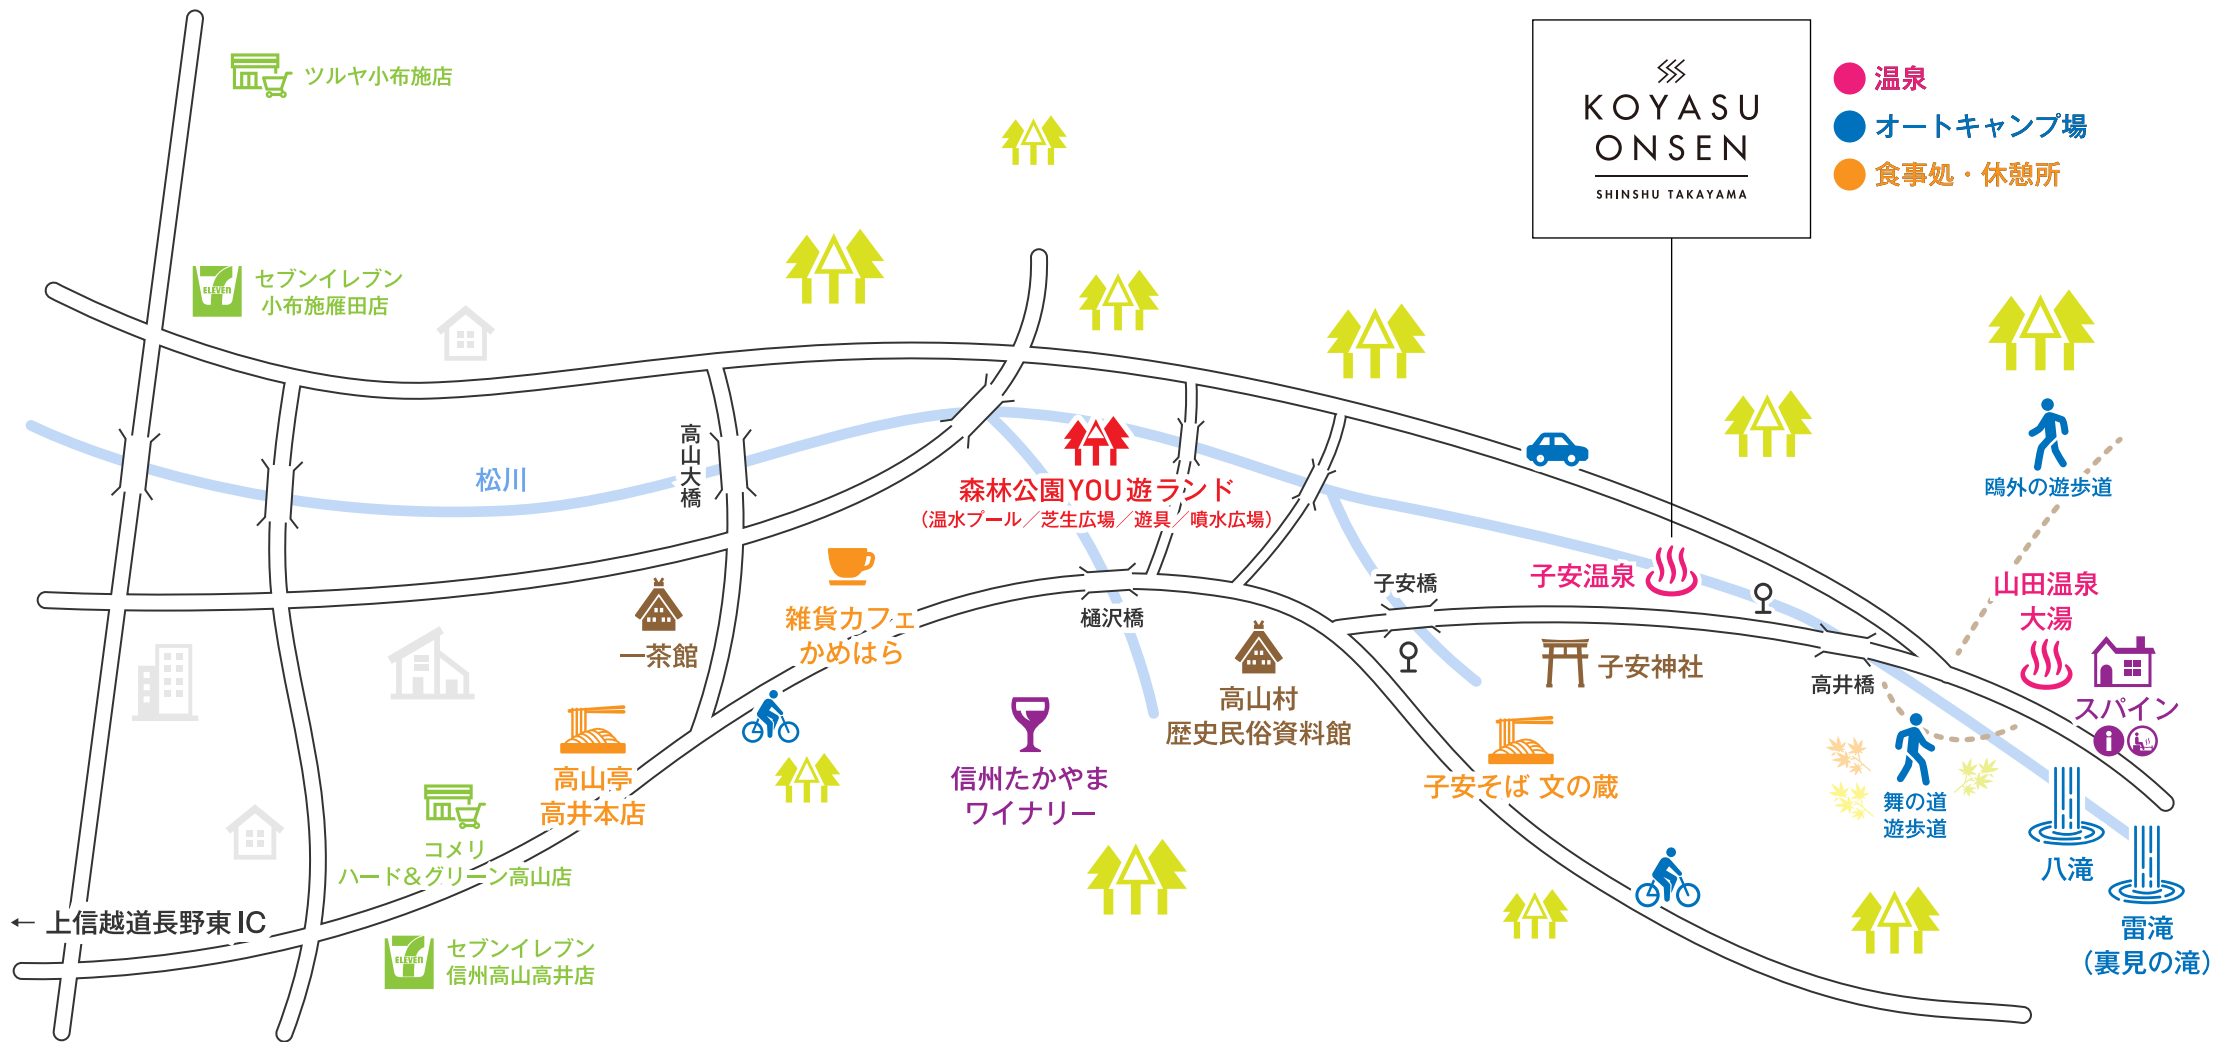 ツルヤ小布施店
KOYASU
ONSEN
SHINSHU TAKAYAMA
温泉
オートキャンプ場
食事処・休憩所
ELEVEN
セブンイレブン
小布施雁田店
松川
高山大橋
森林公園YOU遊ランド
（温水プール／芝生広場／遊具／噴水広場）
鴎外の遊歩道
子安温泉
子安橋
山田温泉
大湯
樋沢橋
雑貨カフェ
かめはら
一茶館
子安神社
高井橋
高山村
歴史民俗資料館
スパイン
i
信州たかやま
ワイナリー
高山亭
高井本店
子安そば 文の蔵
舞の道
遊歩道
八滝
コメリ
ハード&グリーン高山店
← 上信越道長野東IC
雷滝
（裏見の滝）
ELEVEN
セブンイレブン
信州高山高井店